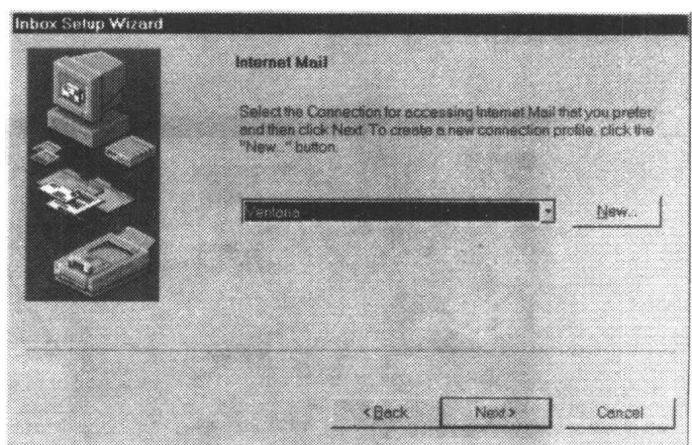 Inbox Setup Wizard
Internet Mail
Select the Connection for accessing Internet Mail that you prefer,
and then click Next. To create a new connection profile, click the
"New..." button.
Ventana
New...
< Back
Next >
Cancel